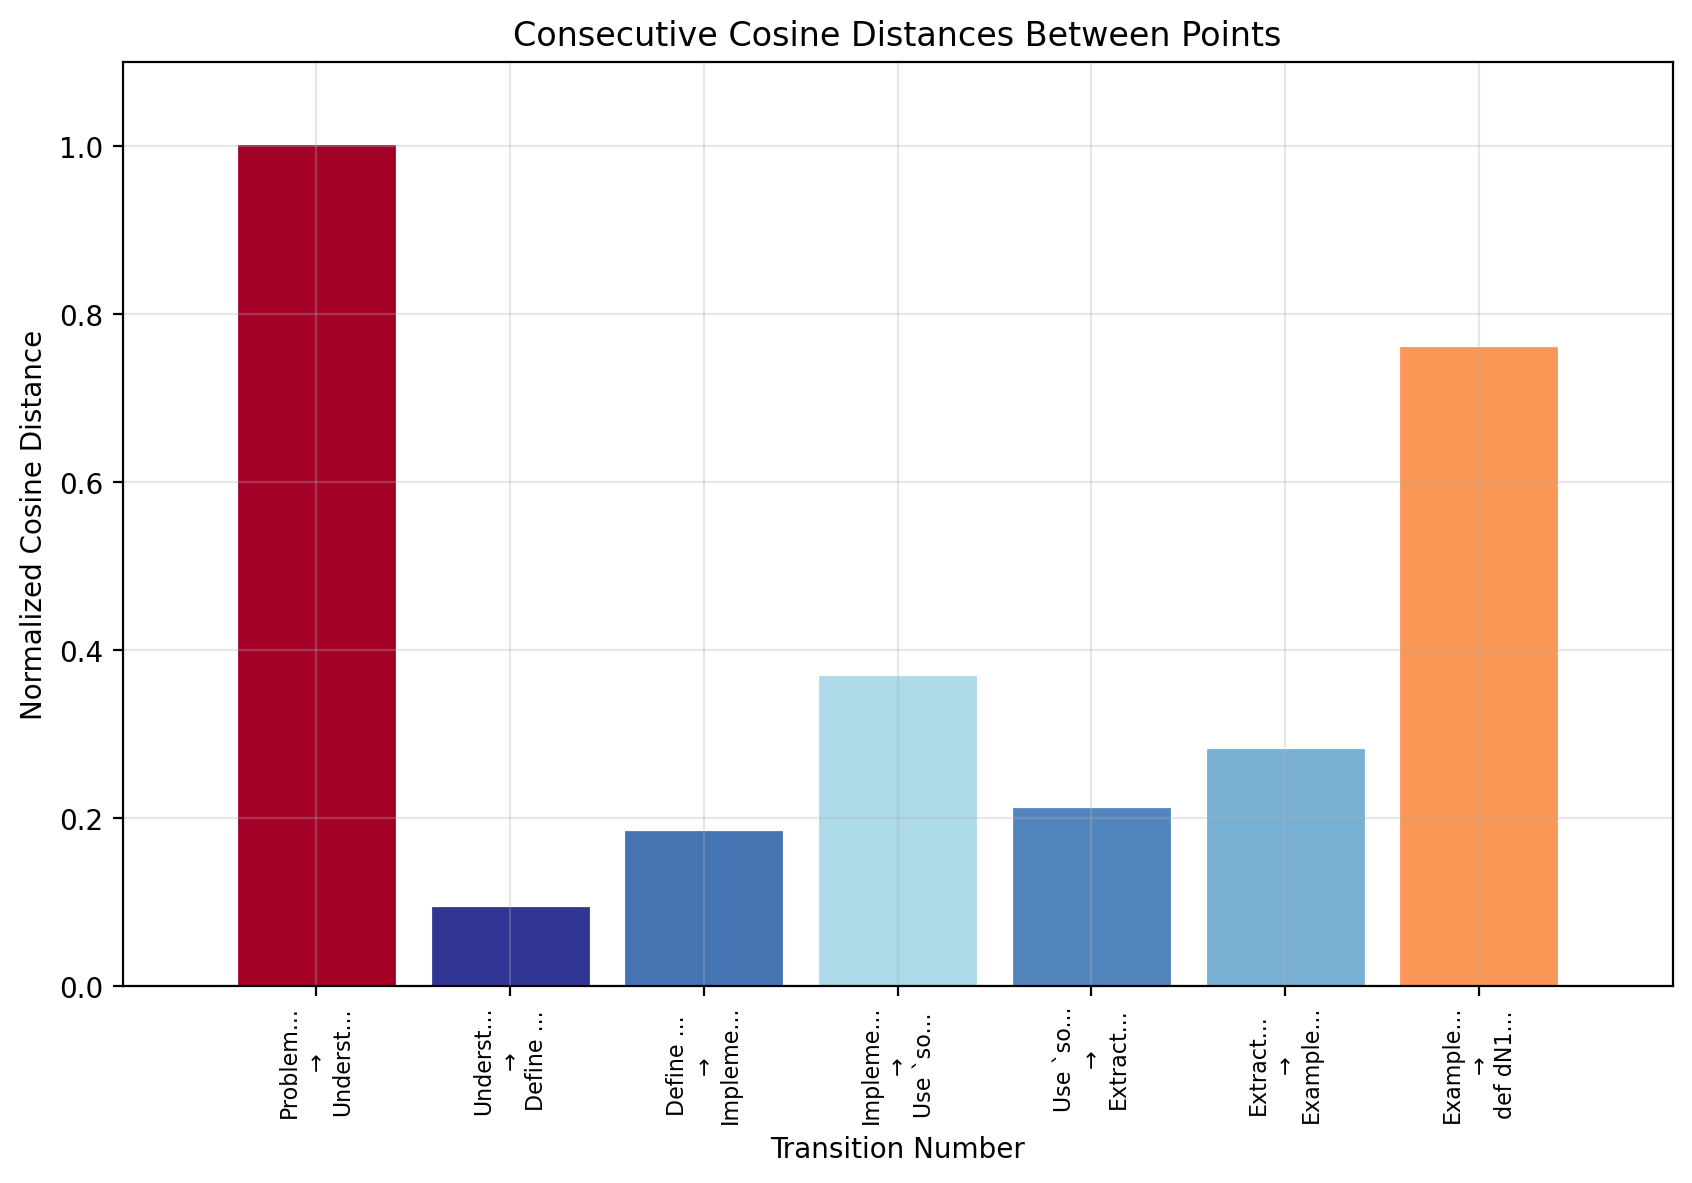 Consecutive Cosine Distances Between Points
Normalized Cosine Distance
1.0
0.8
0.6
0.4
0.2
0.0
Problem...
→
Underst...
Underst...
→
Define ...
Define ...
→
Impleme...
Impleme...
→
Use `so...
Use `so...
→
Extract...
Extract...
→
Example...
Example...
→
def dN1...
Transition Number